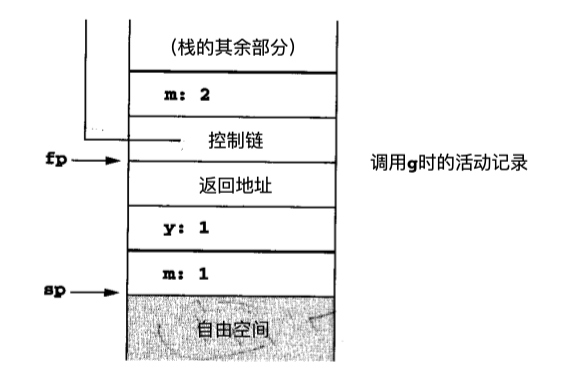 （栈的其余部分）
m: 2
控制链
fp
返回地址
调用g时的活动记录
y: 1
m: 1
sp
自由空间